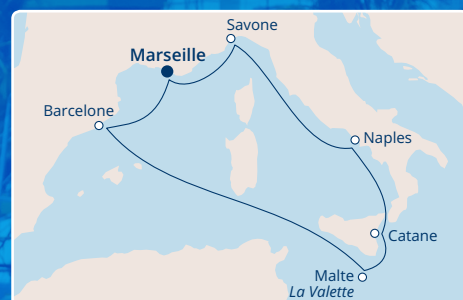 Savone
Marseille
Barcelone
Naples
Catane
Malte
La Valette